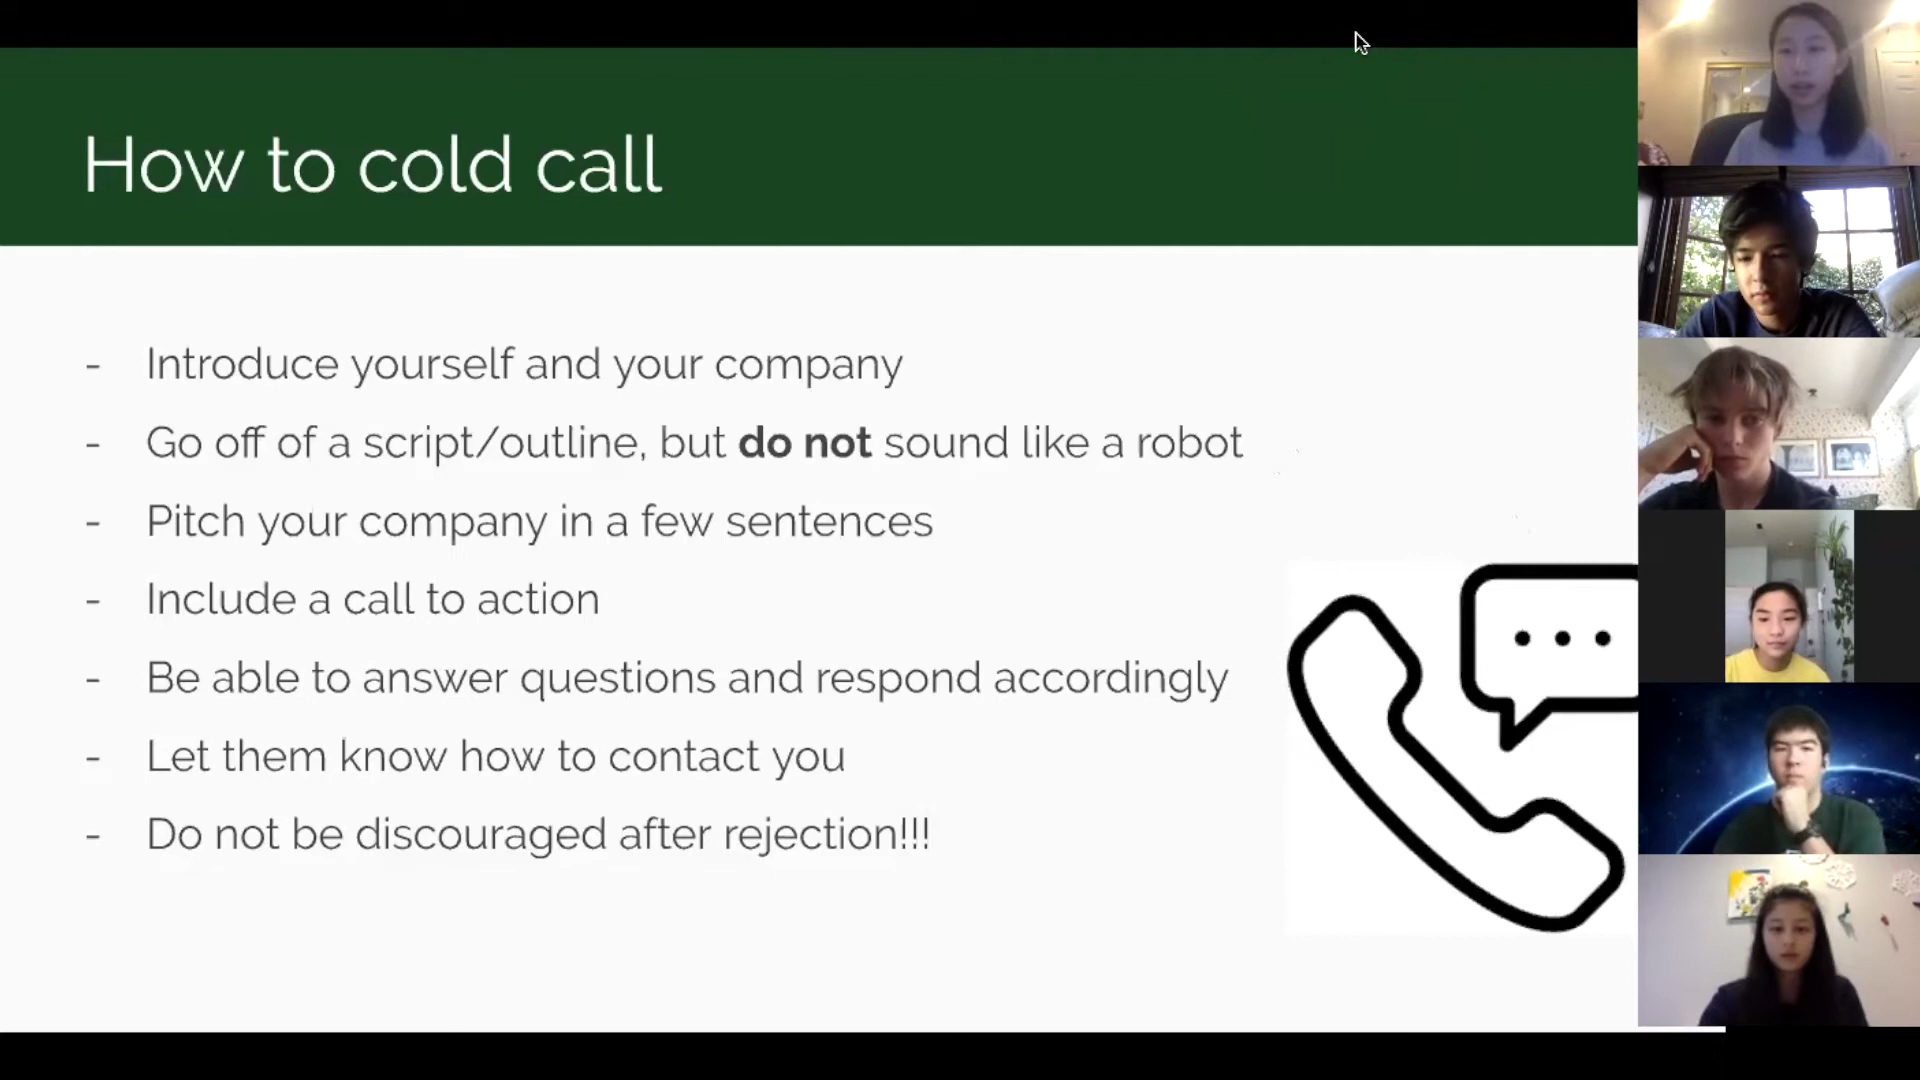 How to cold call
- Introduce yourself and your company
- Go off of a script/outline, but do not sound like a robot
- Pitch your company in a few sentences
- Include a call to action
- Be able to answer questions and respond accordingly
- Let them know how to contact you
- Do not be discouraged after rejection!!!